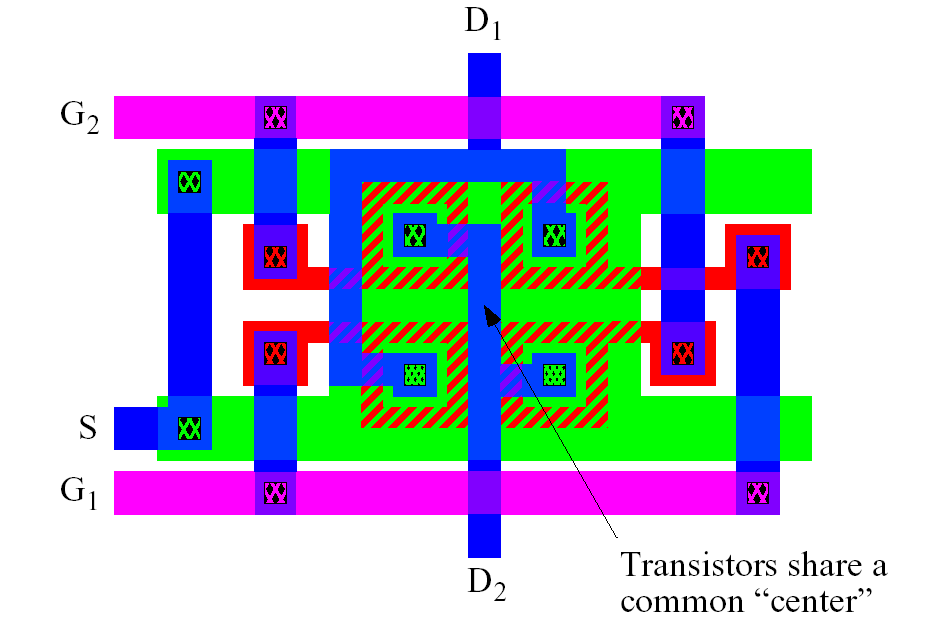 D1
G2
S
G1
D2
Transistors share a
common “center”